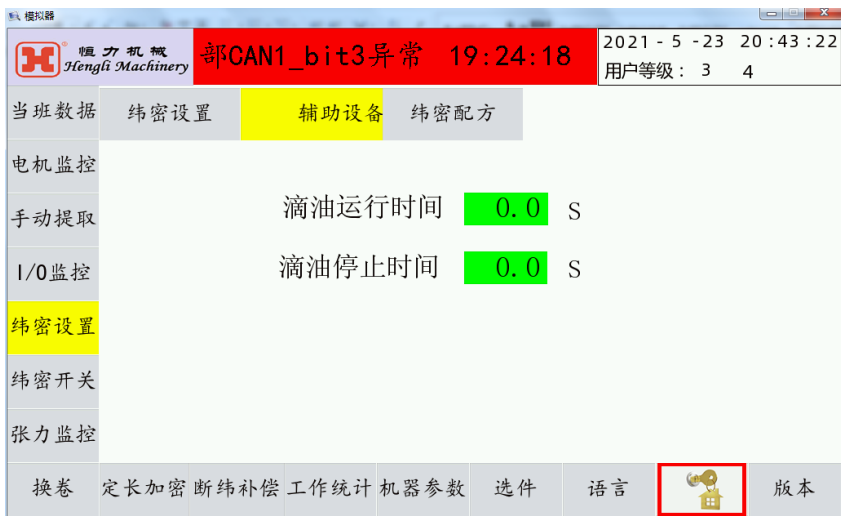 模拟器
恒力机械
Hengli Machinery
部CAN1_bit3异常 19:24:18
2021 - 5 -23 20:43:22
用户等级： 3 4
当班数据
纬密设置 辅助设备 纬密配方
电机监控
手动提取
I/O监控
纬密设置
纬密开关
张力监控
滴油运行时间 0.0 S
滴油停止时间 0.0 S
换卷 定长加密 断纬补偿 工作统计 机器参数 选件 语言 版本